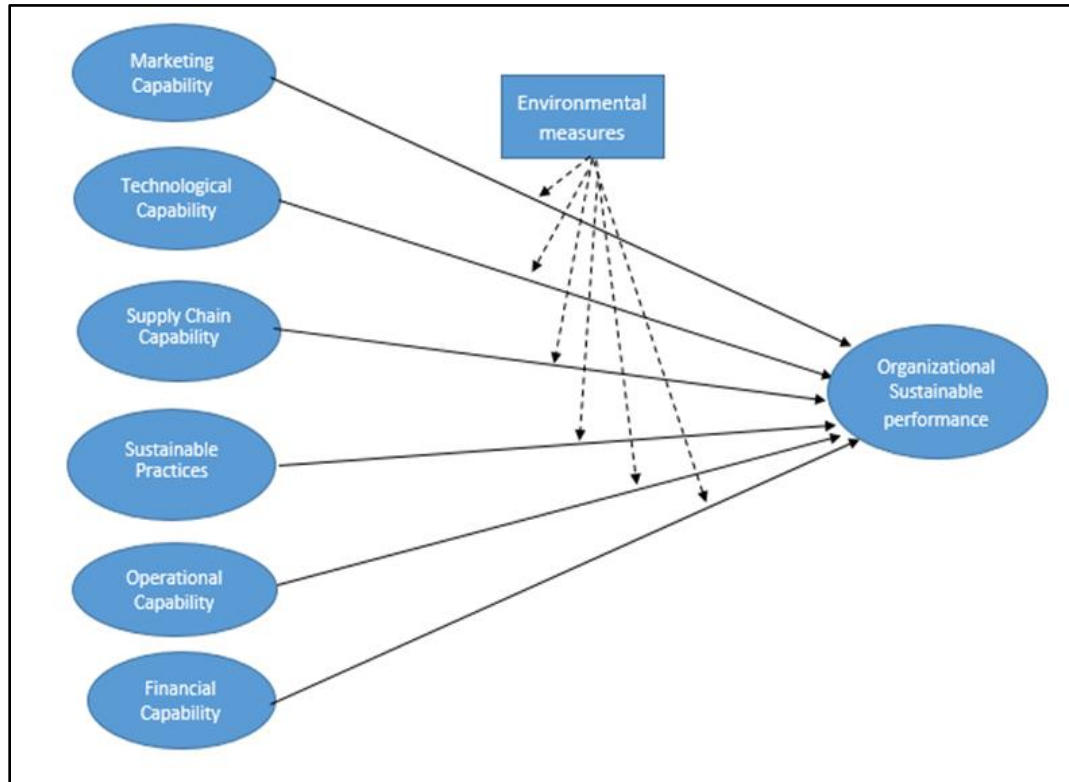 Marketing
Capability
Environmental
measures
Technological
Capability
Supply Chain
Capability
Organizational
Sustainable
performance
Sustainable
Practices
Operational
Capability
Financial
Capability